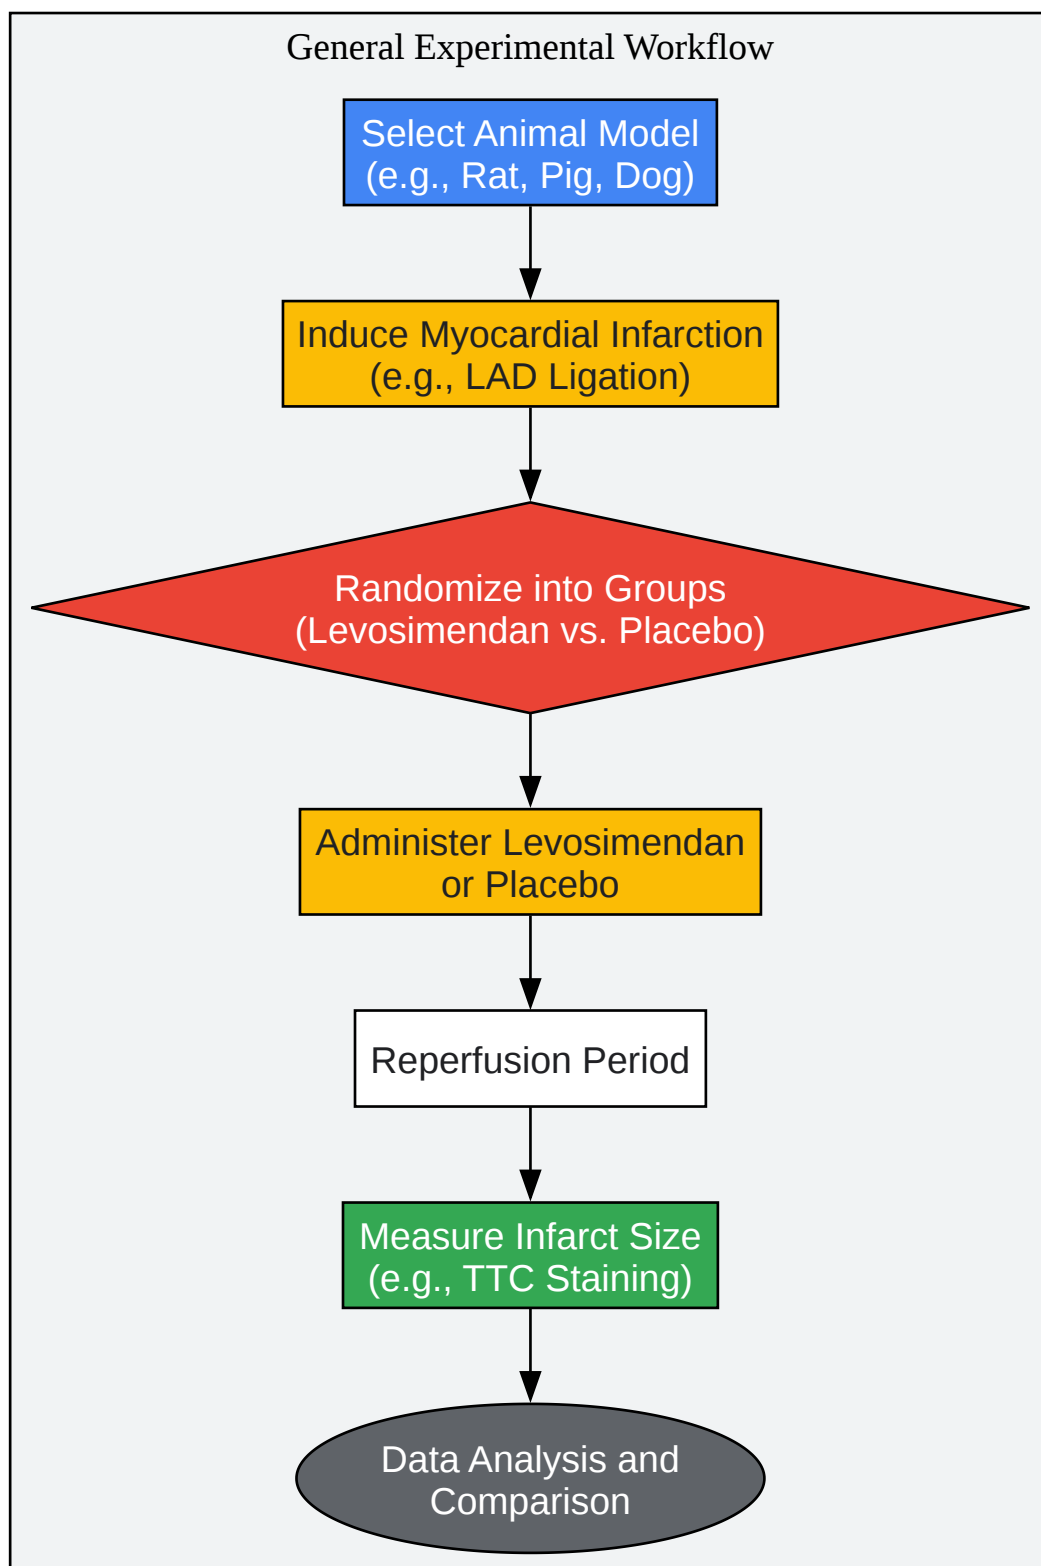 General Experimental Workflow
Select Animal Model
(e.g., Rat, Pig, Dog)
Induce Myocardial Infarction
(e.g., LAD Ligation)
Randomize into Groups
(Levosimendan vs. Placebo)
Administer Levosimendan
or Placebo
Reperfusion Period
Measure Infarct Size
(e.g., TTC Staining)
Data Analysis and
Comparison